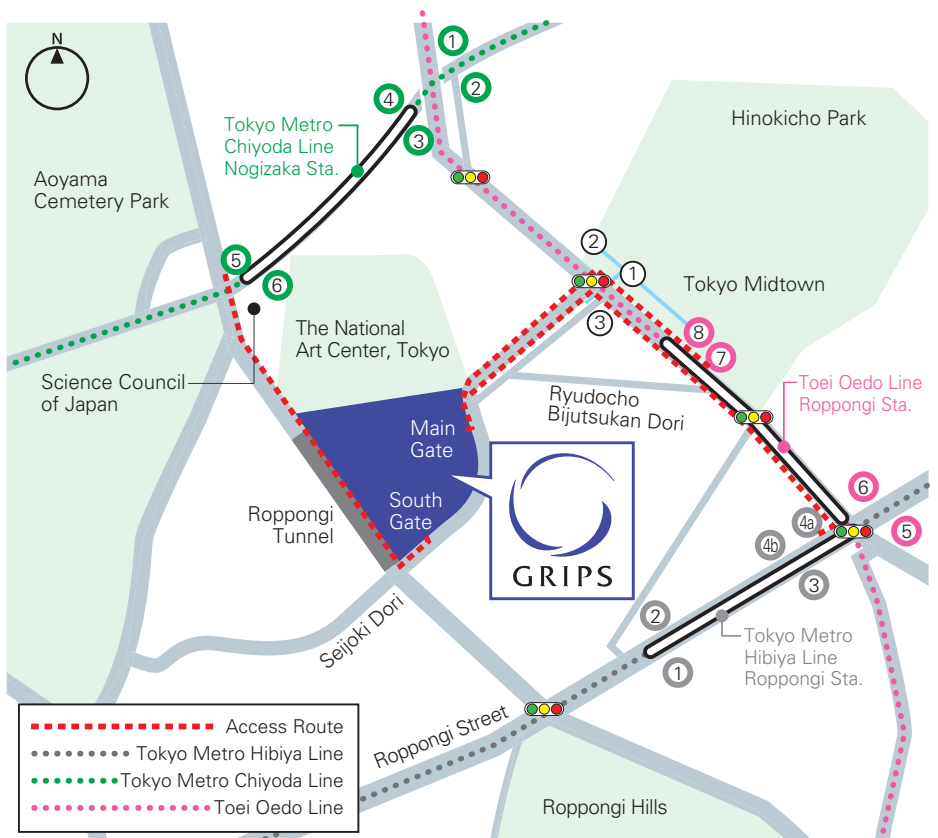 N
1
2
4
3
Tokyo Metro
Chiyoda Line
Nogizaka Sta.
Hinokicho Park
Aoyama
Cemetery Park
5
6
2
1
3
Tokyo Midtown
The National
Art Center, Tokyo
8
7
Science Council
of Japan
Ryudocho
Bijutsukan Dori
Toei Oedo Line
Roppongi Sta.
Main
Gate
South
Gate
Roppongi
Tunnel
GRIPS
6
5
4a
4b
3
2
1
Seijoki Dori
Tokyo Metro
Hibiya Line
Roppongi Sta.
Roppongi Street
Roppongi Hills
Access Route
Tokyo Metro Hibiya Line
Tokyo Metro Chiyoda Line
Toei Oedo Line